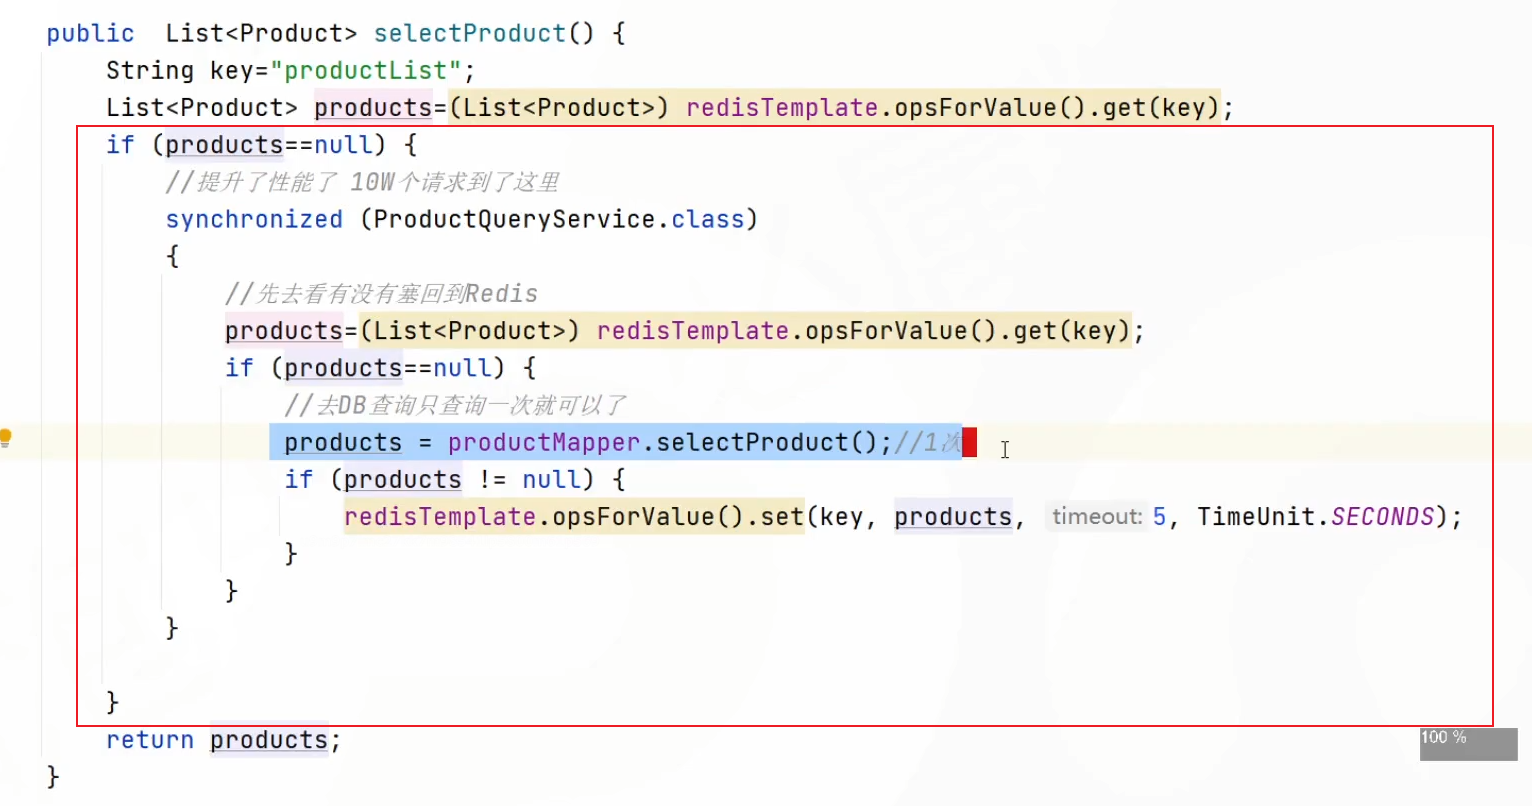 public  List<Product> selectProduct() {
String key="productList";
List<Product> products=(List<Product>) redisTemplate.opsForValue().get(key);
if (products==null) {
//提升了性能了 10W个请求到了这里
synchronized (ProductQueryService.class)
{
//先去看有没有塞回到Redis
products=(List<Product>) redisTemplate.opsForValue().get(key);
if (products==null) {
//去DB查询只查询一次就可以了
products = productMapper.selectProduct();//1次
if (products != null) {
redisTemplate.opsForValue().set(key, products, timeout: 5, TimeUnit.SECONDS);
}
}
}
}
return products;
100 %
}